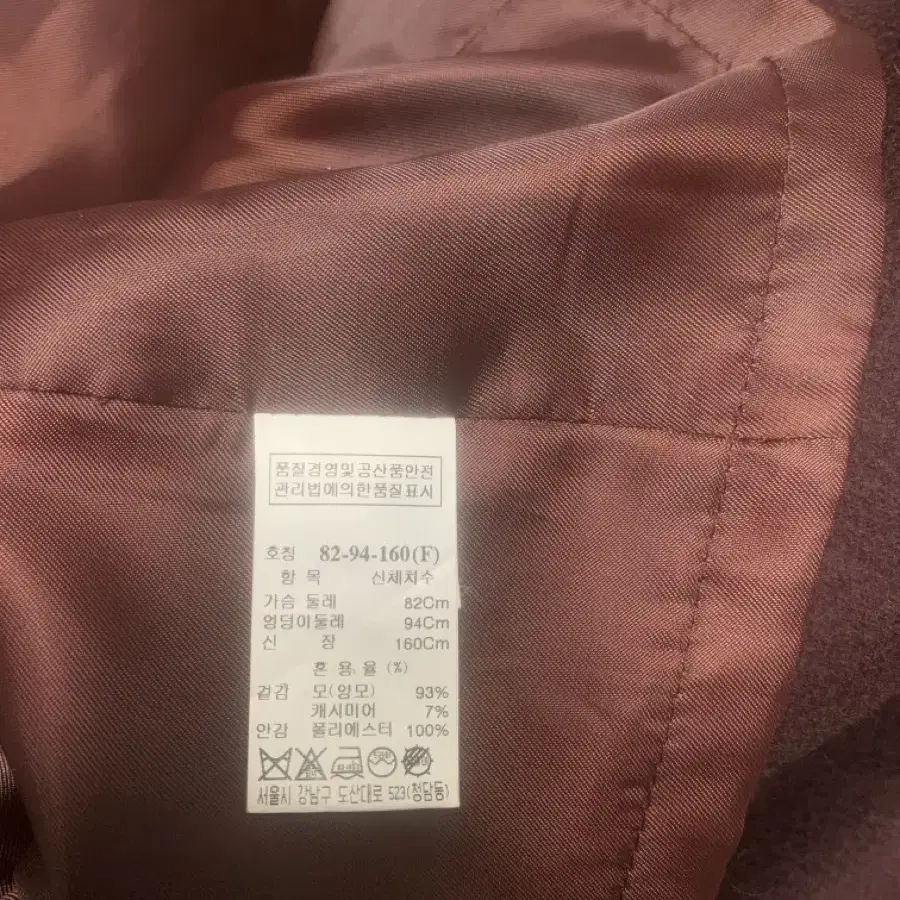 품질경영및공산품안전
관리법에의한품질표시
호칭 82-94-160(F)
항 목 신체치수
가슴 둘레 82Cm
엉덩이둘레 94Cm
신 장 160Cm
혼 용 율 (%)
겉감 모(양모) 93%
캐시미어 7%
안감 폴리에스터 100%
서울시 강남구 도산대로 523(청담동)